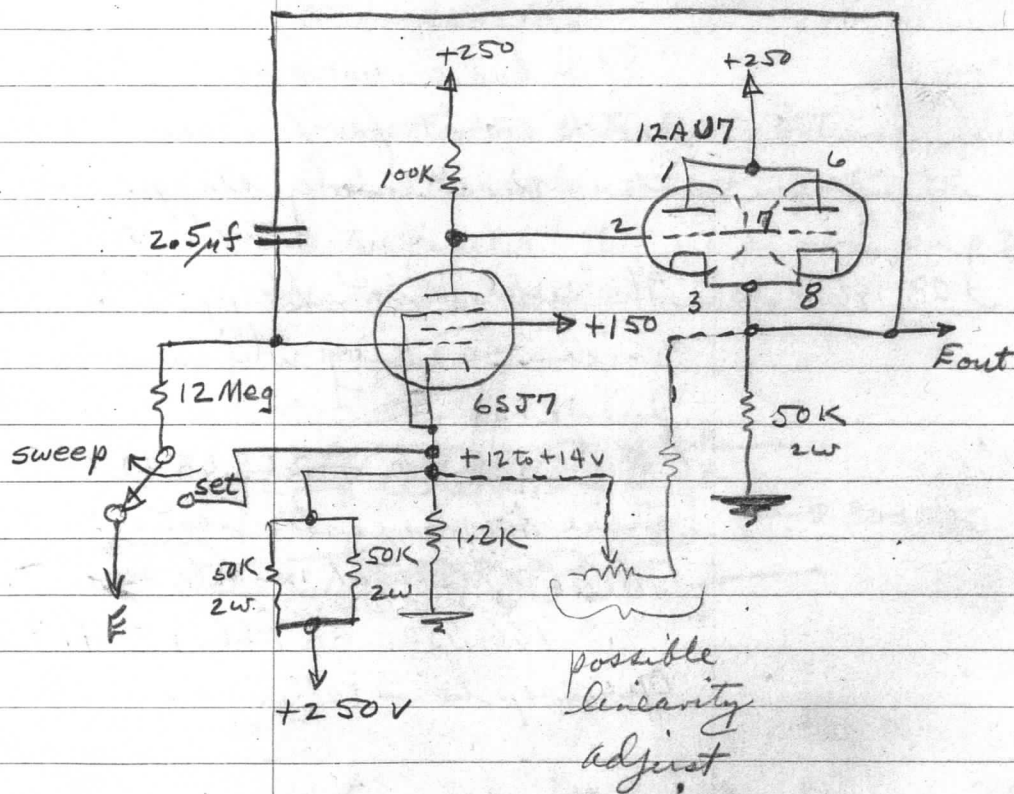 +250
+250
12AU7
1
6
100K
2.5μf
2
17
3
8
+150
Eout
12 Meg
6SJ7
50K
2w
sweep
+12 to +14v
set
1.2K
50K
2w
50K
2w
E
+250V
possible
linearity
adjust